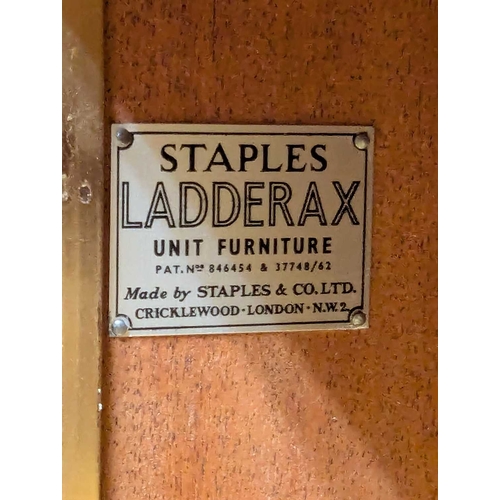 STAPLES
LADDERAX
UNIT FURNITURE
PAT. Nos 846454 & 37748/62
Made by STAPLES & CO. LTD.
CRICKLEWOOD · LONDON · N.W.2.